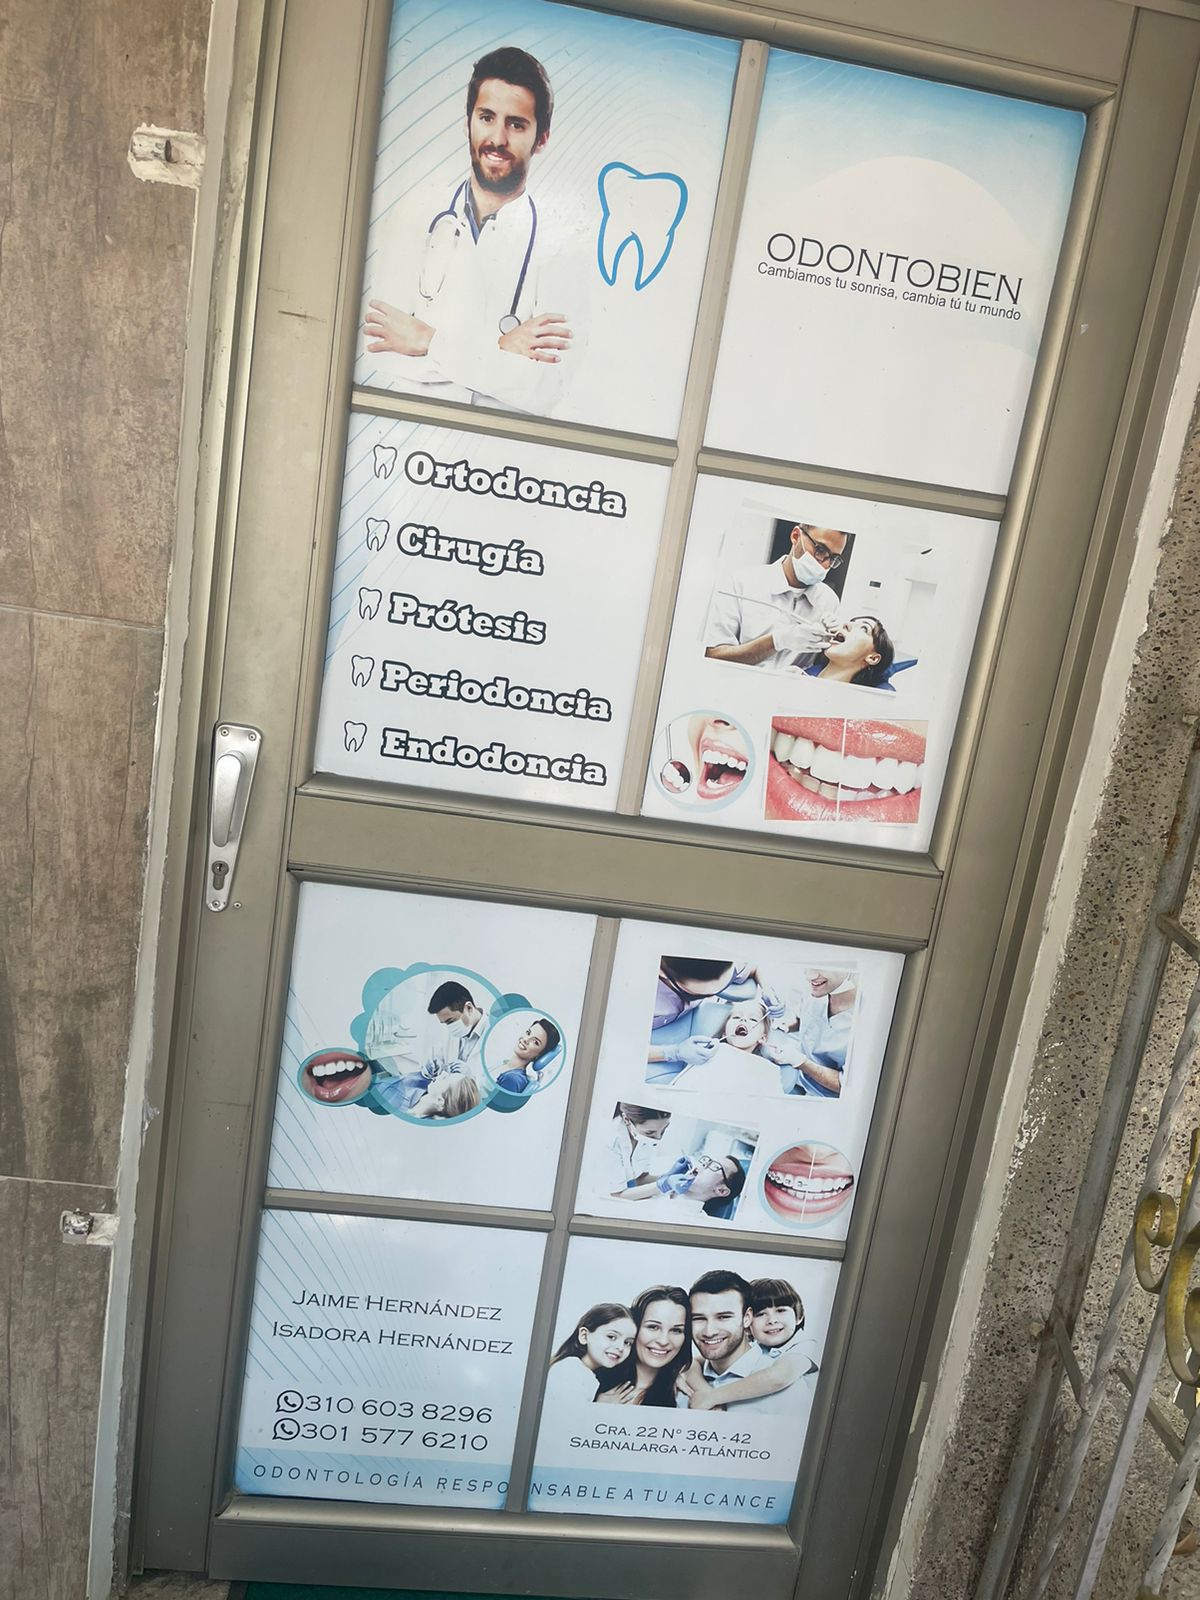 ODONTOBIEN
Cambiamos tu sonrisa, cambia tú tu mundo
Ortodoncia
Cirugía
Prótesis
Periodoncia
Endodoncia
JAIME HERNÁNDEZ
ISADORA HERNÁNDEZ
310 603 8296
301 577 6210
CRA. 22 N° 36A - 42
SABANALARGA - ATLÁNTICO
ODONTOLOGÍA RESPONSABLE A TU ALCANCE